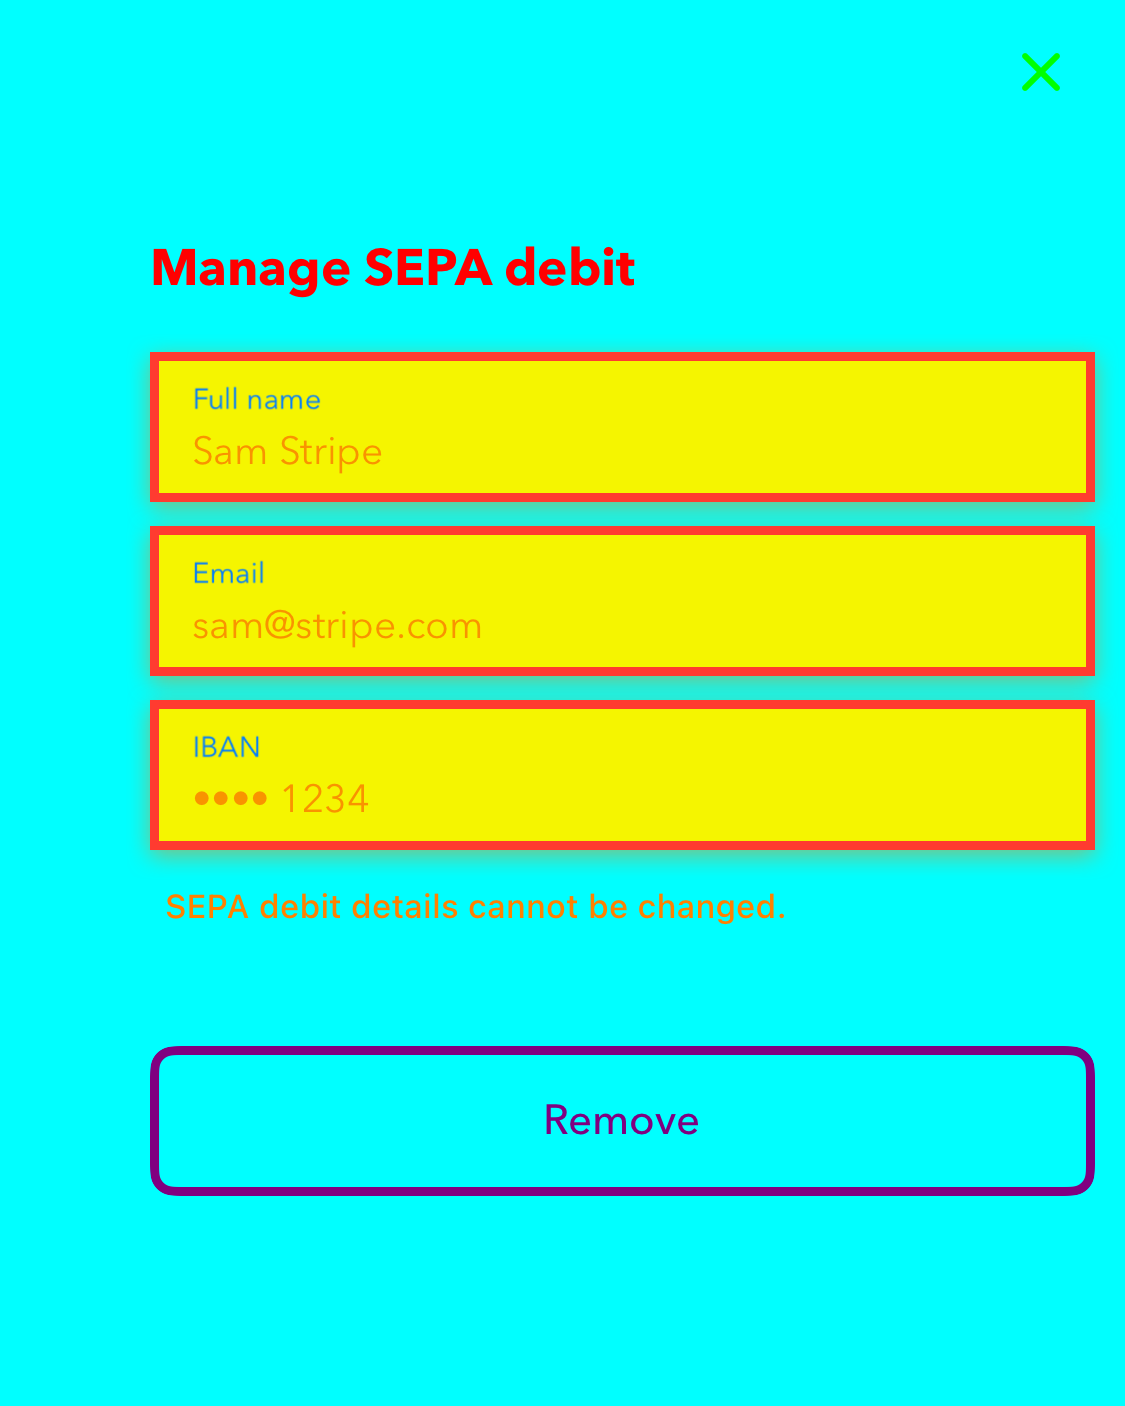 Manage SEPA debit
Full name
Sam Stripe
Email
sam@stripe.com
IBAN
•••• 1234
SEPA debit details cannot be changed.
Remove